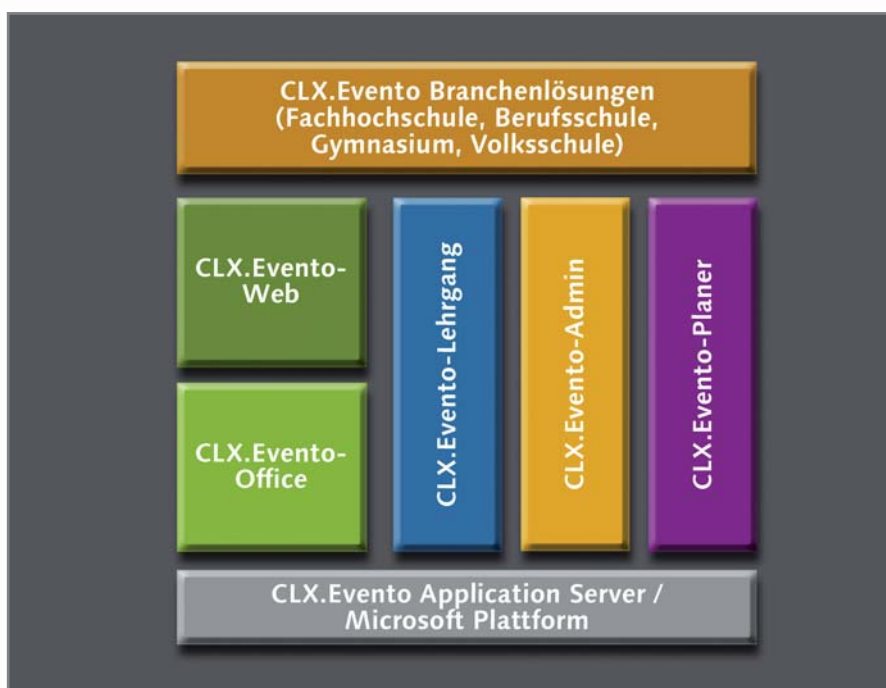 CLX.Evento Branchenlösungen
(Fachhochschule, Berufsschule,
Gymnasium, Volksschule)
CLX.Evento-
Web
CLX.Evento-
Office
CLX.Evento-Lehrgang
CLX.Evento-Admin
CLX.Evento-Planer
CLX.Evento Application Server /
Microsoft Plattform